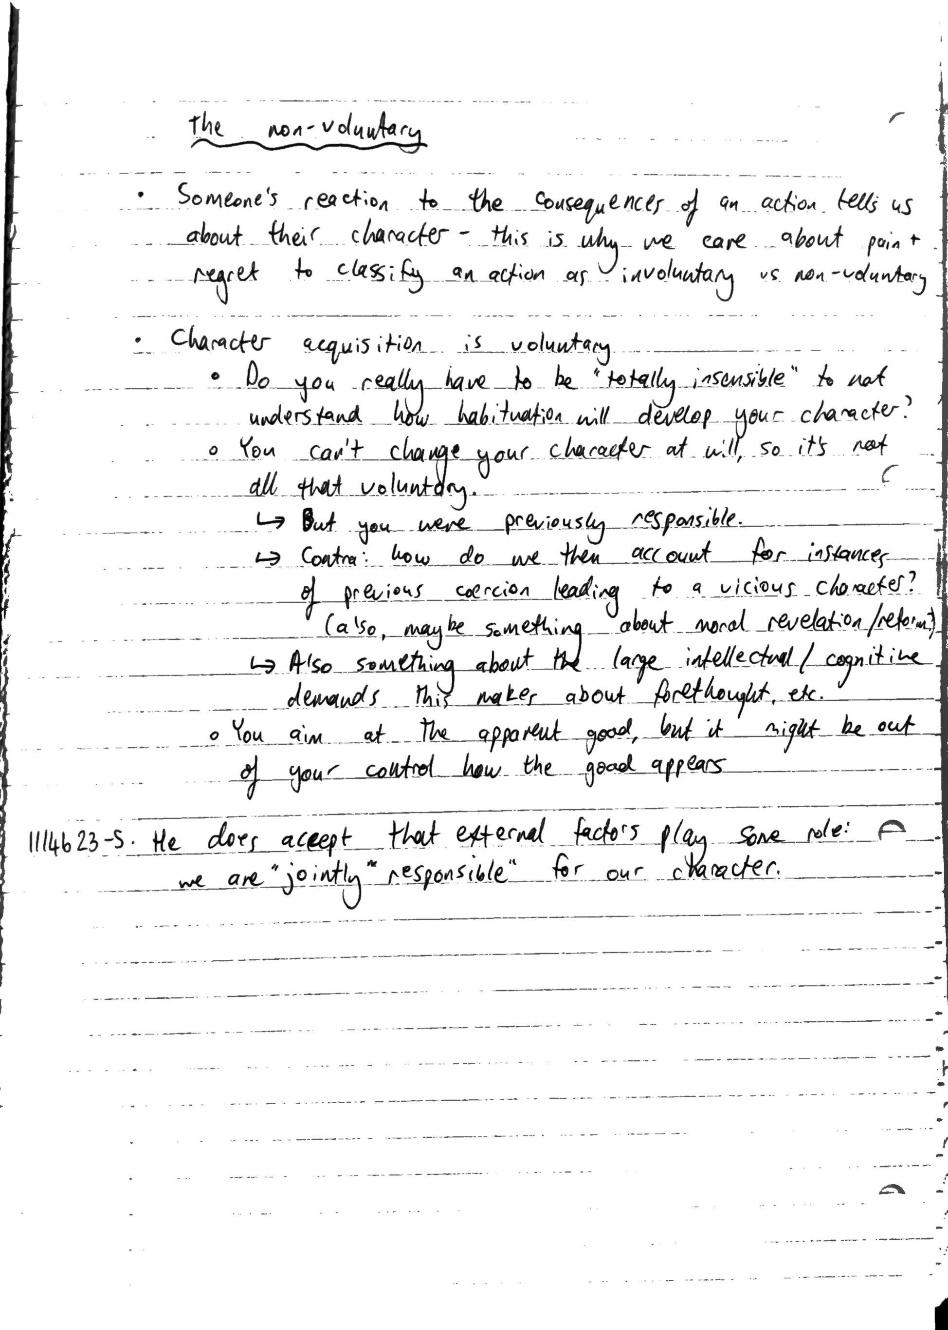 The non-voluntary
• Someone's reaction to the consequences of an action tells us
about their character - this is why we care about pain +
regret to classify an action as involuntary vs non-voluntary
• Character acquisition is voluntary
• Do you really have to be "totally insensible" to not
understand how habituation will develop your character?
o You can't change your character at will, so it's not
all that voluntary.
↳ But you were previously responsible.
↳ Contra: how do we then account for instances
of previous coercion leading to a vicious character?
(also, maybe something about moral revelation/reform)
↳ Also something about the large intellectual/cognitive
demands this makes about forethought, etc.
o You aim at the apparent good, but it might be out
of your control how the good appears
1114b23-5. He does accept that external factors play some role:
we are "jointly" responsible" for our character.